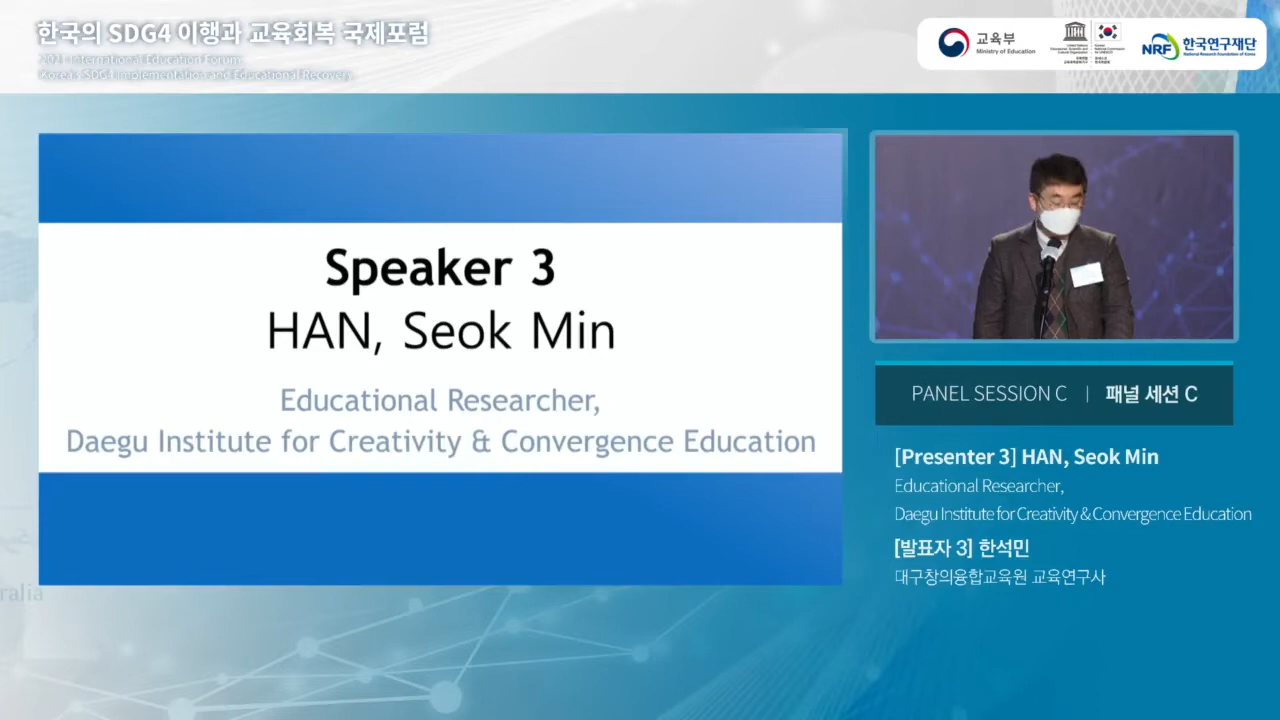 한국의 SDG4 이행과 교육회복 국제포럼
2021 International Education Forum:
Korea's SDG4 Implementation and Educational Recovery
교육부
Ministry of Education
NRF 한국연구재단
National Research Foundation of Korea
Speaker 3
HAN, Seok Min
Educational Researcher,
Daegu Institute for Creativity & Convergence Education
PANEL SESSION C | 패널 세션 C
[Presenter 3] HAN, Seok Min
Educational Researcher,
Daegu Institute for Creativity & Convergence Education
[발표자 3] 한석민
대구창의융합교육원 교육연구사
ralia